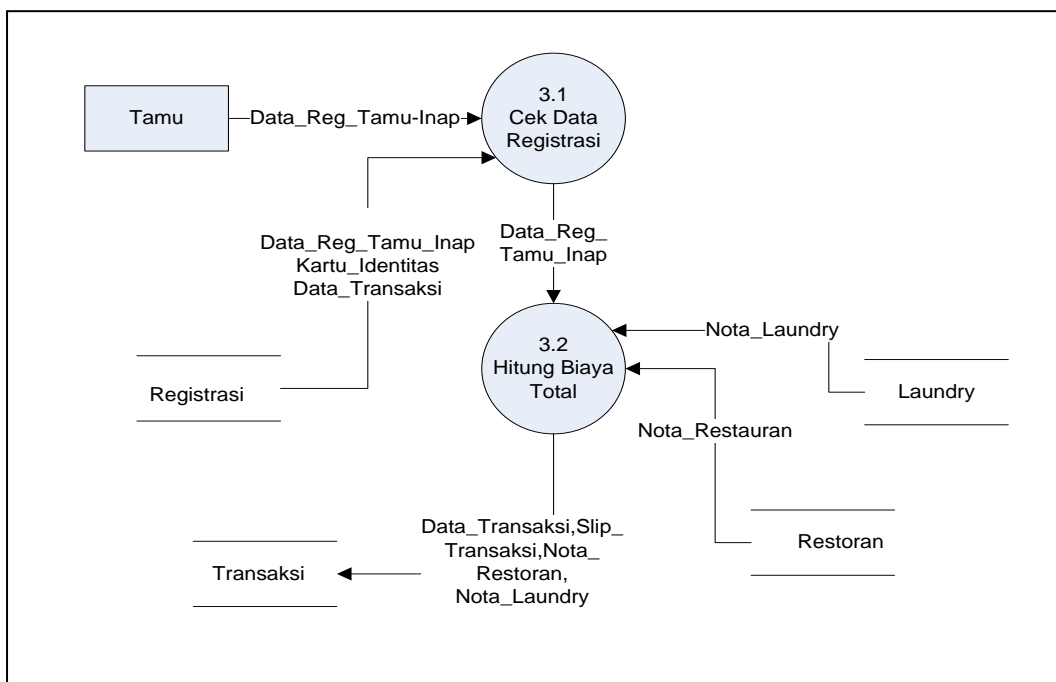 3.1
Cek Data
Registrasi
Tamu
Data_Reg_Tamu-Inap
Data_Reg_
Tamu_Inap
Data_Reg_Tamu_Inap
Kartu_Identitas
Data_Transaksi
3.2
Hitung Biaya
Total
Nota_Laundry
Registrasi
Laundry
Nota_Restauran
Data_Transaksi,Slip_
Transaksi,Nota_
Restoran,
Nota_Laundry
Restoran
Transaksi